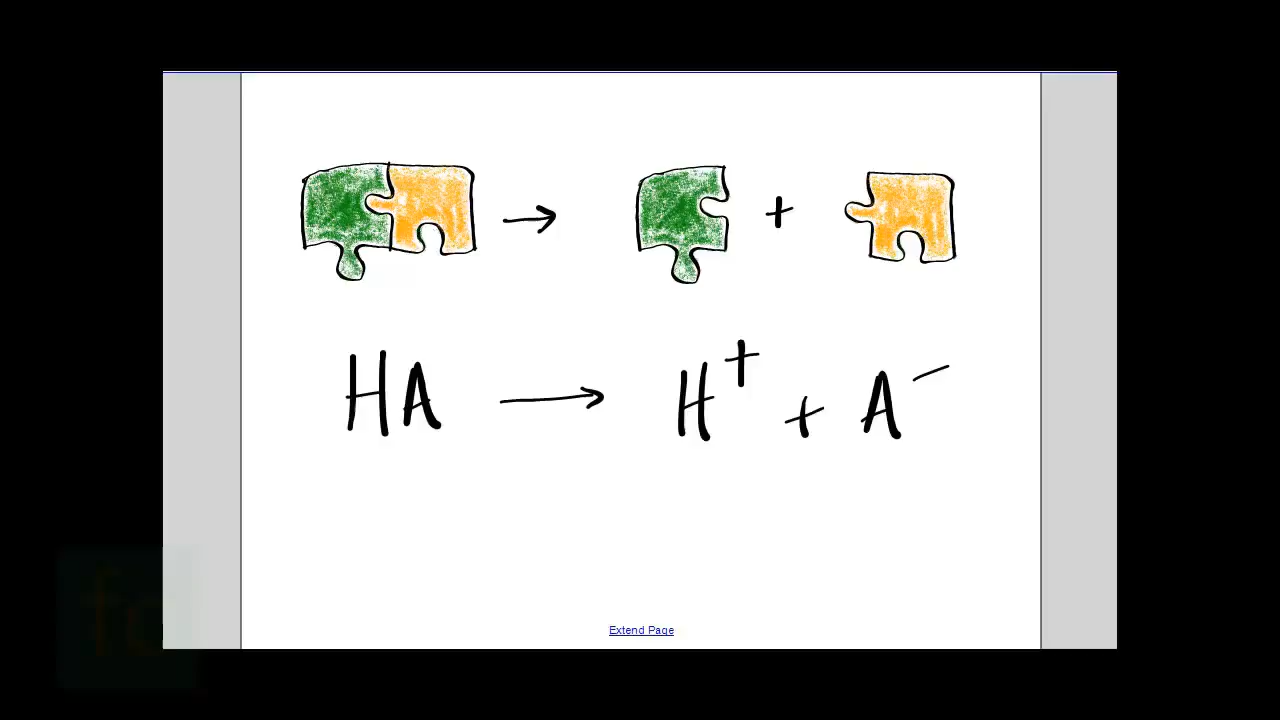 → +
HA → H⁺ + A⁻
Extend Page